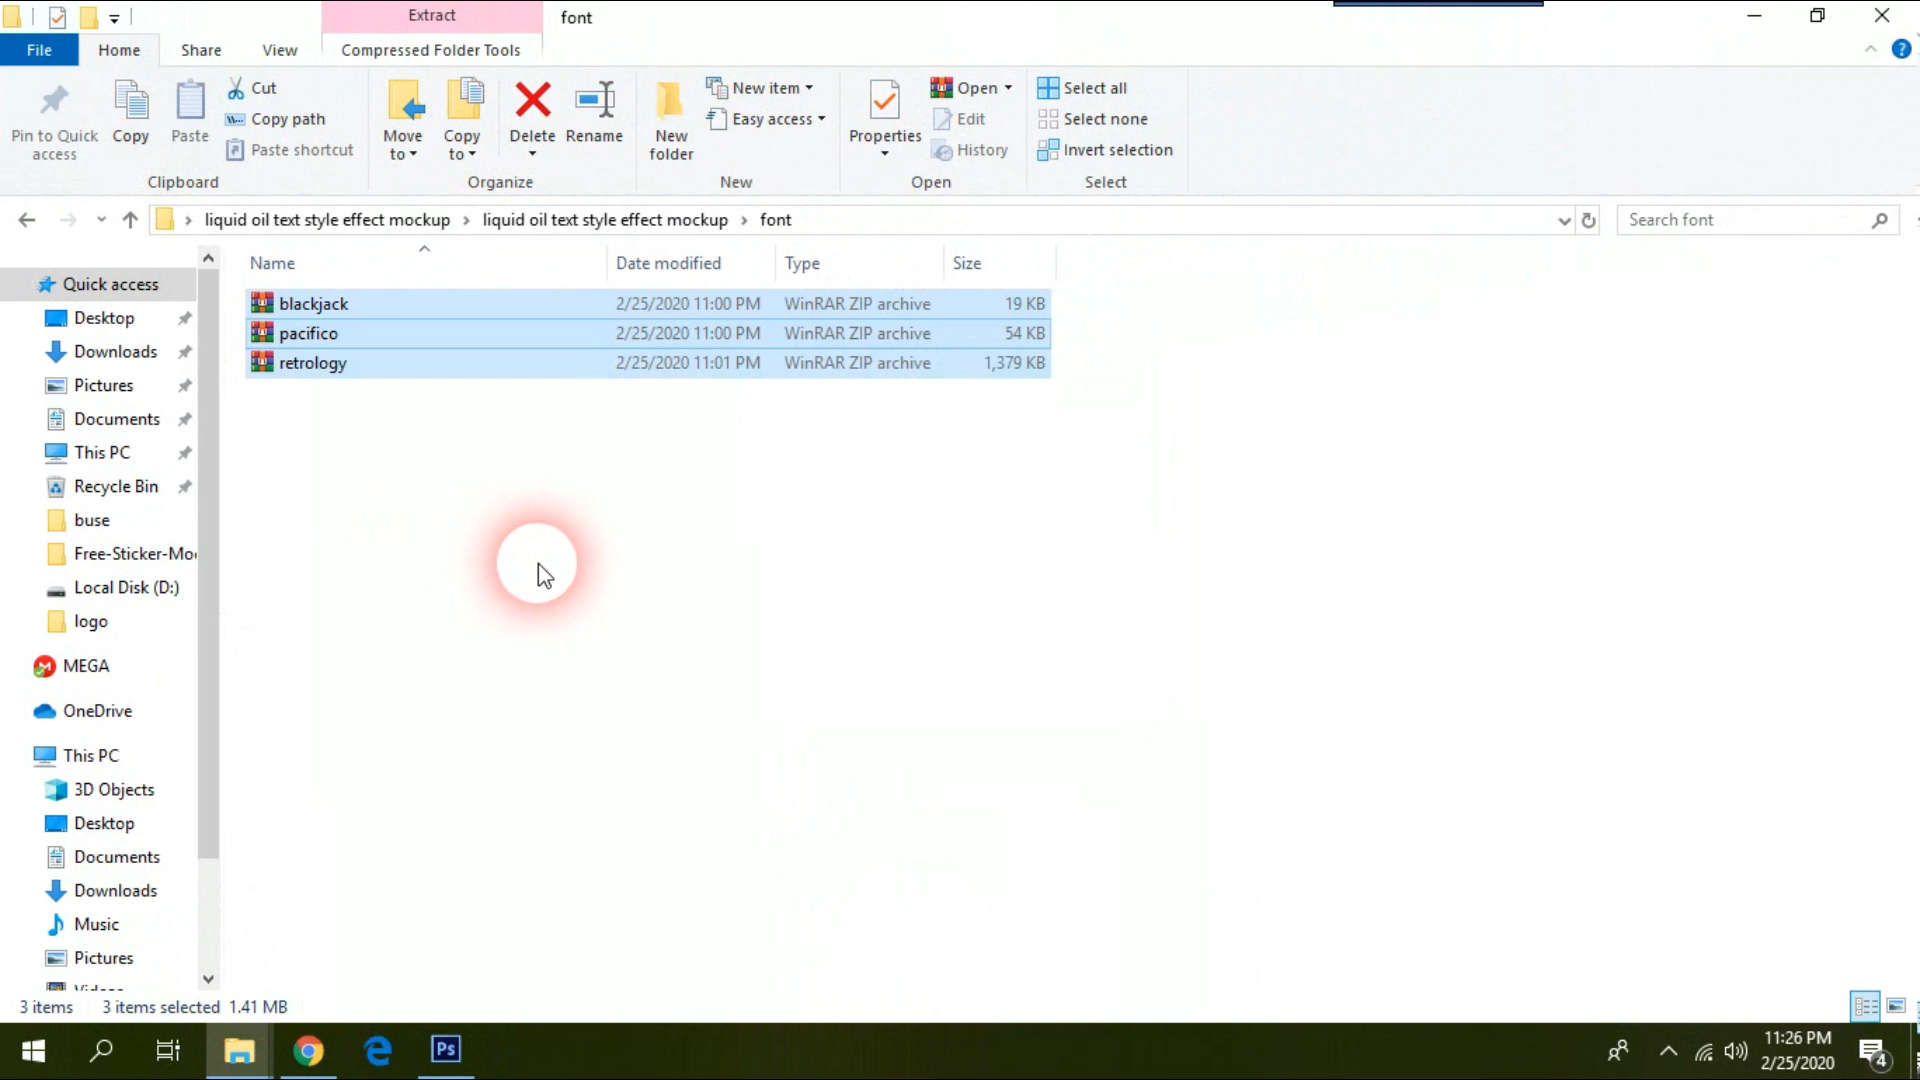 Extract
font
File
Home
Share
View
Compressed Folder Tools
Pin to Quick access
Copy
Paste
Cut
Copy path
Paste shortcut
Clipboard
Move to
Copy to
Delete
Rename
Organize
New folder
New item
Easy access
New
Properties
Open
Edit
History
Open
Select all
Select none
Invert selection
Select
liquid oil text style effect mockup › liquid oil text style effect mockup › font
Search font
Name Date modified Type Size
blackjack 2/25/2020 11:00 PM WinRAR ZIP archive 19 KB
pacifico 2/25/2020 11:00 PM WinRAR ZIP archive 54 KB
retrology 2/25/2020 11:01 PM WinRAR ZIP archive 1,379 KB
Quick access
Desktop
Downloads
Pictures
Documents
This PC
Recycle Bin
buse
Free-Sticker-Mo
Local Disk (D:)
logo
MEGA
OneDrive
This PC
3D Objects
Desktop
Documents
Downloads
Music
Pictures
3 items 3 items selected 1.41 MB
Ps
11:26 PM
2/25/2020
4